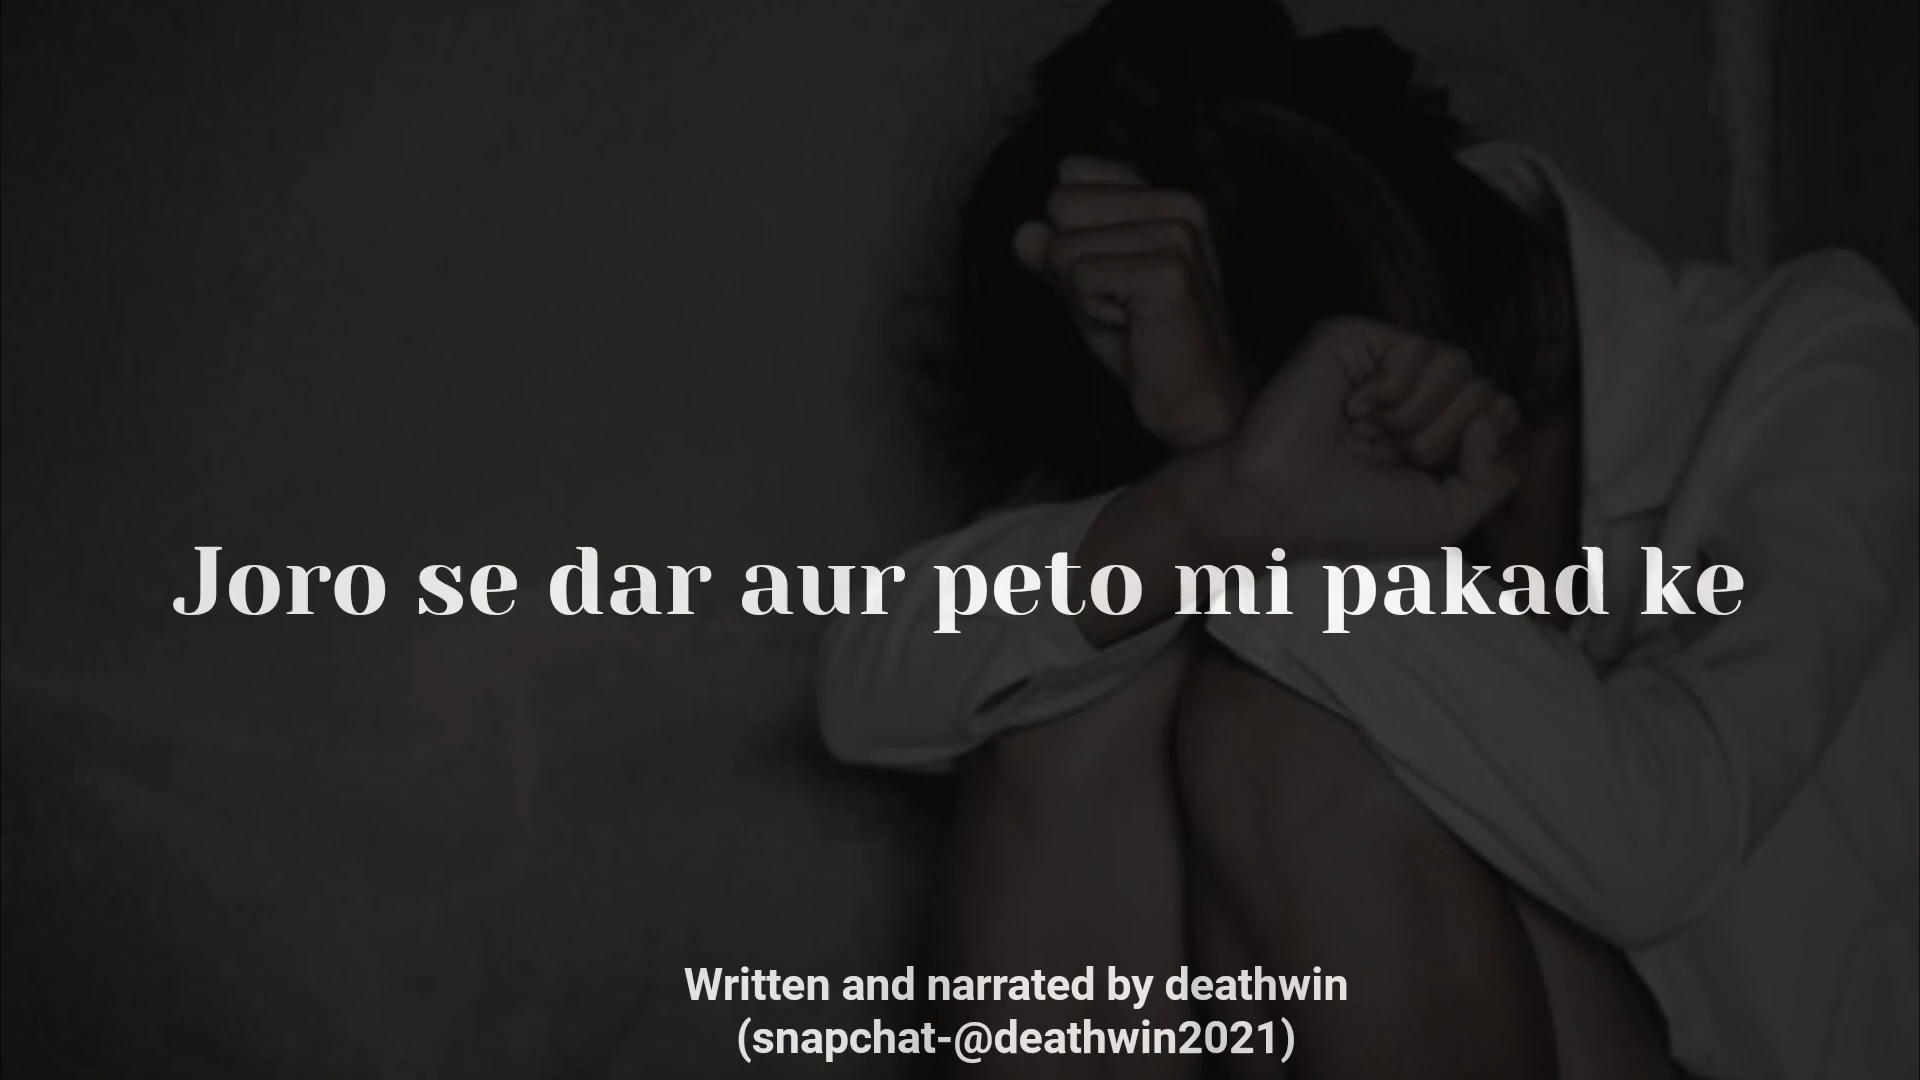 Joro se dar aur peto mi pakad ke
Written and narrated by deathwin
(snapchat-@deathwin2021)